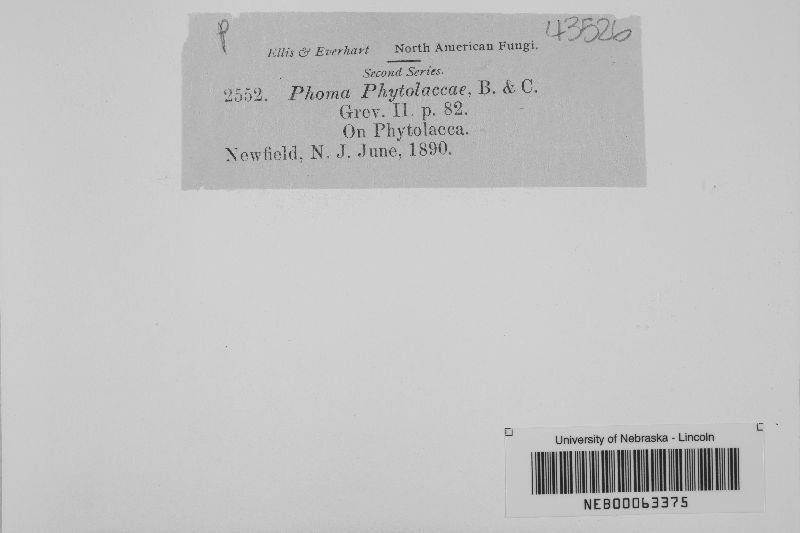 P
43526
Ellis & Everhart North American Fungi.
Second Series.
2552. Phoma Phytolaccae, B. & C.
Grev. II. p. 82.
On Phytolacca.
Newfield, N. J. June, 1890.
University of Nebraska - Lincoln
NEB00063375